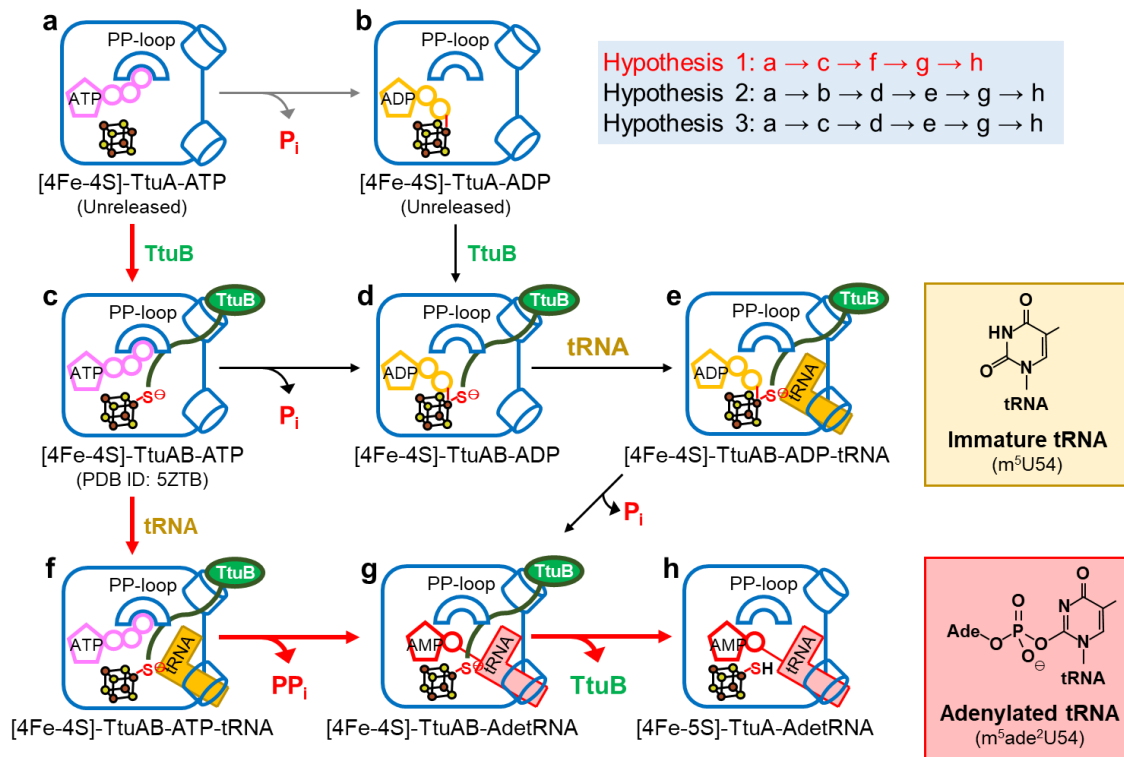 a
PP-loop
ATP
[4Fe-4S]-TtuA-ATP
(Unreleased)
Pi
b
PP-loop
ADP
[4Fe-4S]-TtuA-ADP
(Unreleased)
Hypothesis 1: a → c → f → g → h
Hypothesis 2: a → b → d → e → g → h
Hypothesis 3: a → c → d → e → g → h
TtuB
TtuB
c
TtuB
PP-loop
ATP
S⊖
[4Fe-4S]-TtuAB-ATP
(PDB ID: 5ZTB)
Pi
d
TtuB
PP-loop
ADP
S⊖
[4Fe-4S]-TtuAB-ADP
tRNA
e
TtuB
PP-loop
ADP
S⊖
tRNA
[4Fe-4S]-TtuAB-ADP-tRNA
O
HN
O
N
tRNA
Immature tRNA
(m⁵U54)
tRNA
Pi
f
TtuB
PP-loop
ATP
S⊖
tRNA
[4Fe-4S]-TtuAB-ATP-tRNA
PPi
g
TtuB
PP-loop
AMP
S⊖
tRNA
[4Fe-4S]-TtuAB-AdetRNA
TtuB
h
PP-loop
AMP
SH
tRNA
[4Fe-5S]-TtuA-AdetRNA
O
O
N
Ade
P
O
O
O
⊖
N
tRNA
Adenylated tRNA
(m⁵ade²U54)